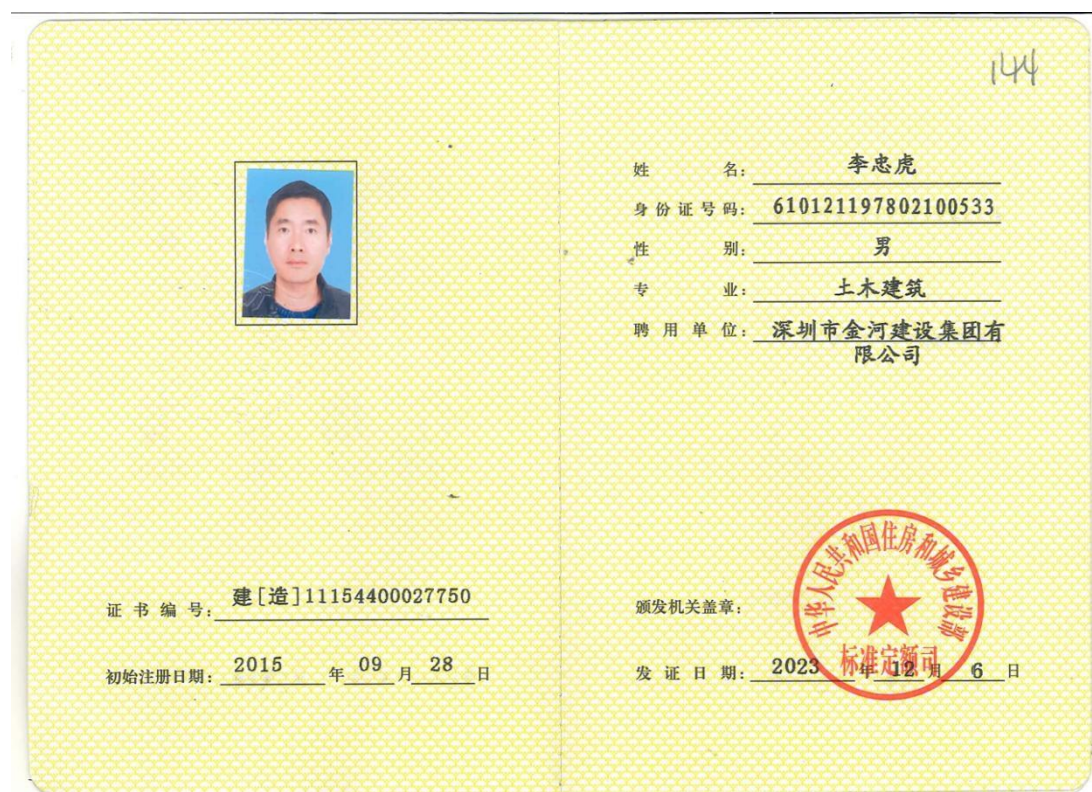 144
姓 名: 李忠虎
身份证号码: 610121197802100533
性 别: 男
专 业: 土木建筑
聘 用 单 位: 深圳市金河建设集团有
限公司
证 书 编 号: 建[造]11154400027750
初始注册日期: 2015 年 09 月 28 日
颁发机关盖章:
中华人民共和国住房和城乡建设部
标准定额司
发 证 日 期: 2023 年 12 月 6 日